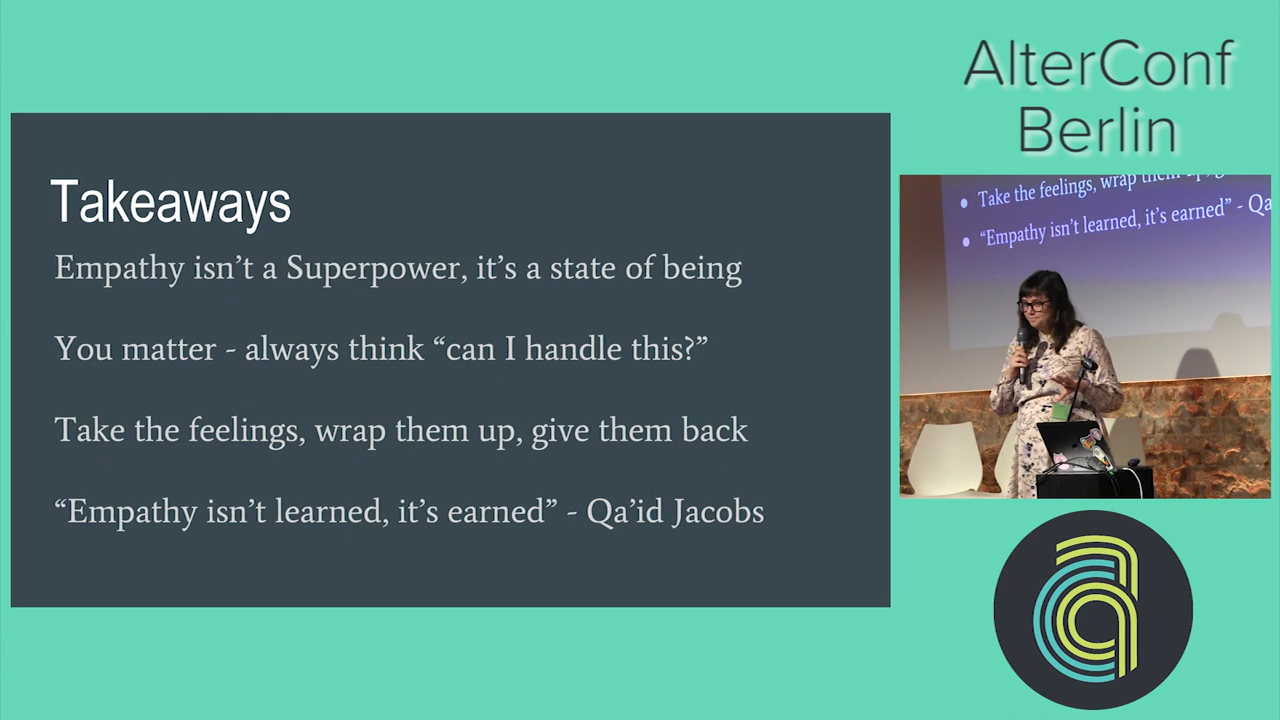 AlterConf
Berlin
Takeaways
Empathy isn’t a Superpower, it’s a state of being
You matter - always think “can I handle this?”
Take the feelings, wrap them up, give them back
“Empathy isn’t learned, it’s earned” - Qa’id Jacobs
• Take the feelings, wrap them up,
• “Empathy isn’t learned, it’s earned” - Qa